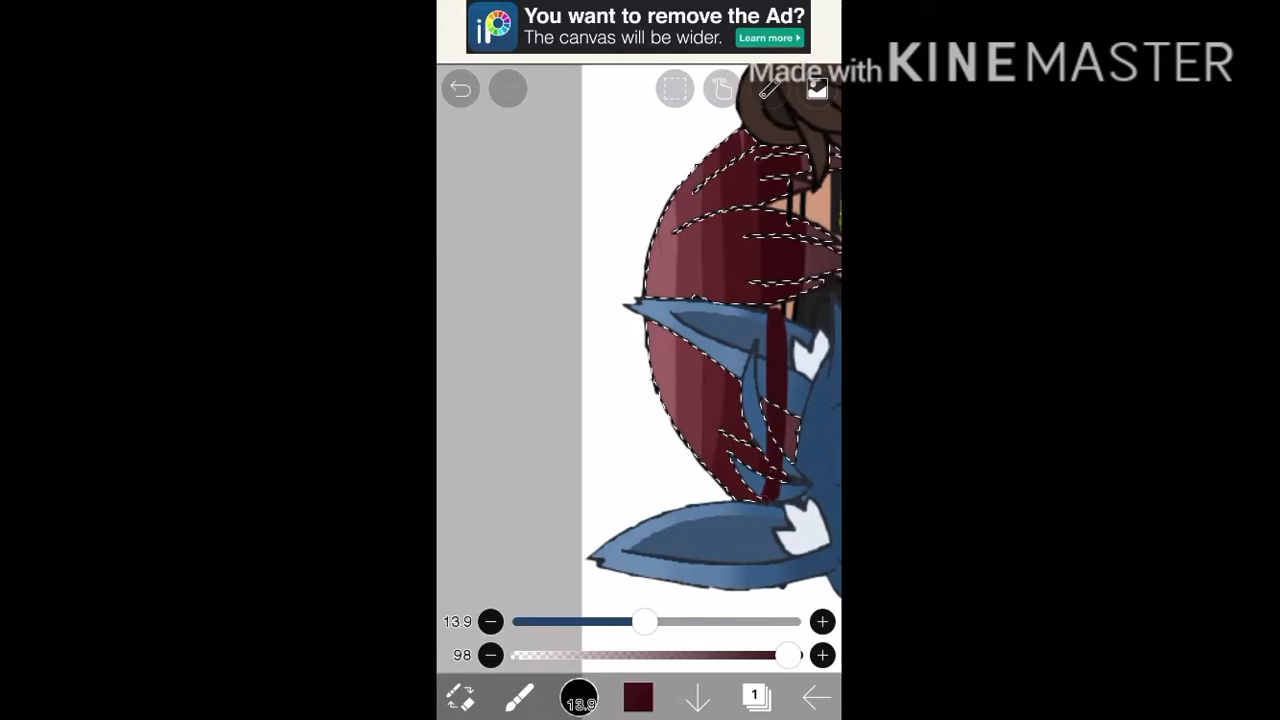 iP
You want to remove the Ad?
The canvas will be wider.
Learn more
Made with KINEMASTER
13.9
98
13.9
1